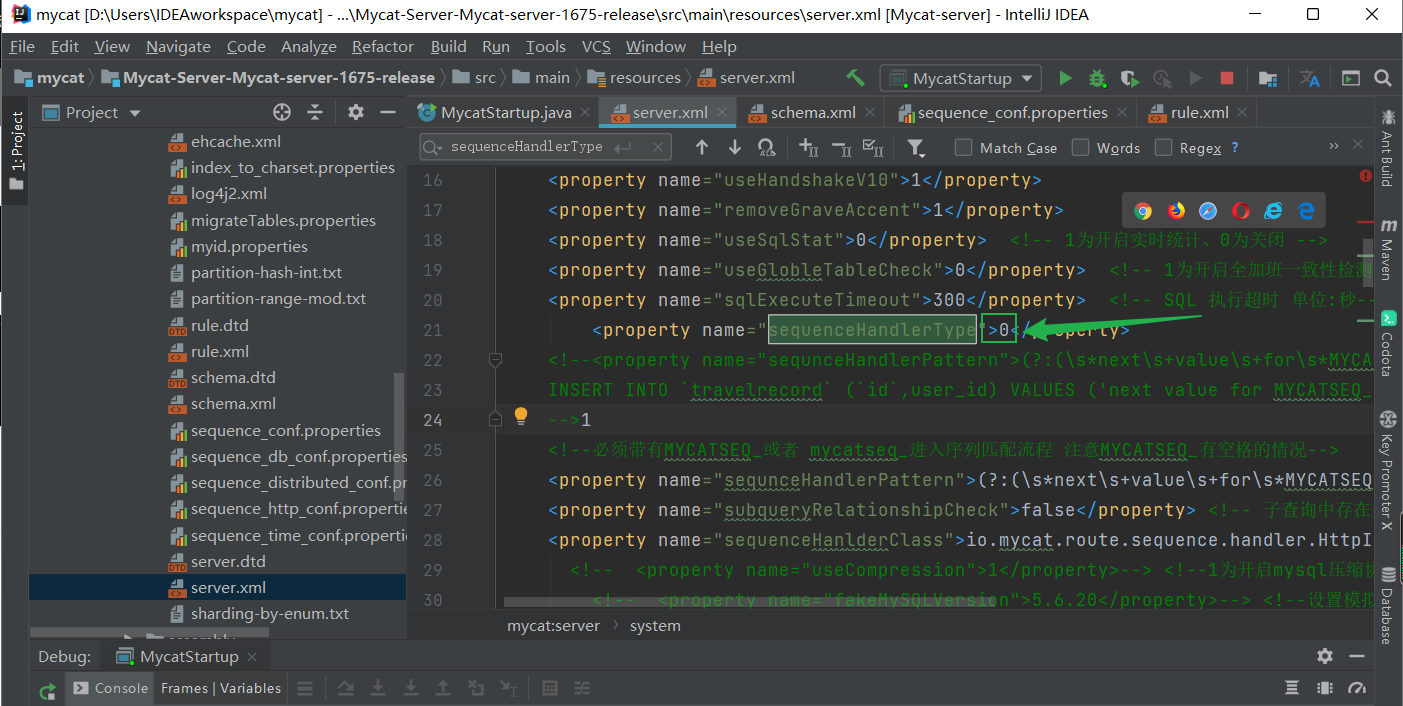 mycat [D:\Users\IDEAworkspace\mycat] - ...\Mycat-Server-Mycat-server-1675-release\src\main\resources\server.xml [Mycat-server] - IntelliJ IDEA
File Edit View Navigate Code Analyze Refactor Build Run Tools VCS Window Help
mycat Mycat-Server-Mycat-server-1675-release src main resources server.xml MycatStartup
Project
MycatStartup.java server.xml schema.xml sequence_conf.properties rule.xml
sequenceHandlerType Match Case Words Regex ?
1: Project
ehcache.xml
index_to_charset.properties
log4j2.xml
migrateTables.properties
myid.properties
partition-hash-int.txt
partition-range-mod.txt
rule.dtd
rule.xml
schema.dtd
schema.xml
sequence_conf.properties
sequence_db_conf.properties
sequence_distributed_conf.pr
sequence_http_conf.propertie
sequence_time_conf.properti
server.dtd
server.xml
sharding-by-enum.txt
16 <property name="useHandshakeV10">1</property>
17 <property name="removeGraveAccent">1</property>
18 <property name="useSqlStat">0</property> <!-- 1为开启实时统计、0为关闭 -->
19 <property name="useGlobleTableCheck">0</property> <!-- 1为开启全加班一致性检测
20 <property name="sqlExecuteTimeout">300</property> <!-- SQL 执行超时 单位:秒--
21 <property name="sequenceHandlerType">0</property>
22 <!--<property name="sequnceHandlerPattern">(?:(\s*next\s+value\s+for\s*MYCA
23 INSERT INTO `travelrecord` (`id`,user_id) VALUES ('next value for MYCATSEQ_
24 -->1
25 <!--必须带有MYCATSEQ_或者 mycatseq_进入序列匹配流程 注意MYCATSEQ_有空格的情况-->
26 <property name="sequnceHandlerPattern">(?:(\s*next\s+value\s+for\s*MYCATSEQ
27 <property name="subqueryRelationshipCheck">false</property> <!-- 子查询中存在
28 <property name="sequenceHanlderClass">io.mycat.route.sequence.handler.HttpI
29 <!-- <property name="useCompression">1</property>--> <!--1为开启mysql压缩协
30 <!-- <property name="fakeMySQLVersion">5.6.20</property>--> <!--设置模拟
mycat:server system
Ant Build
Maven
Codota
Key Promoter X
Database
Debug: MycatStartup
Console Frames | Variables